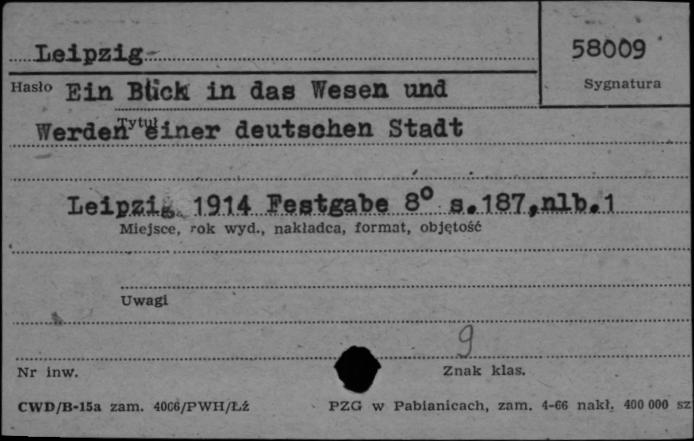 Leipzig
58009
Hasło
Sygnatura
Ein Blick in das Wesen und
Tytuł
Werden einer deutschen Stadt
Leipzig 1914 Festgabe 8° s.187,nlb.1
Miejsce, rok wyd., nakładca, format, objętość
Uwagi
9
Nr inw.
Znak klas.
CWD/B-15a zam. 4066/PWH/Łź
PZG w Pabianicach, zam. 4-66 nakł. 400 000 sz